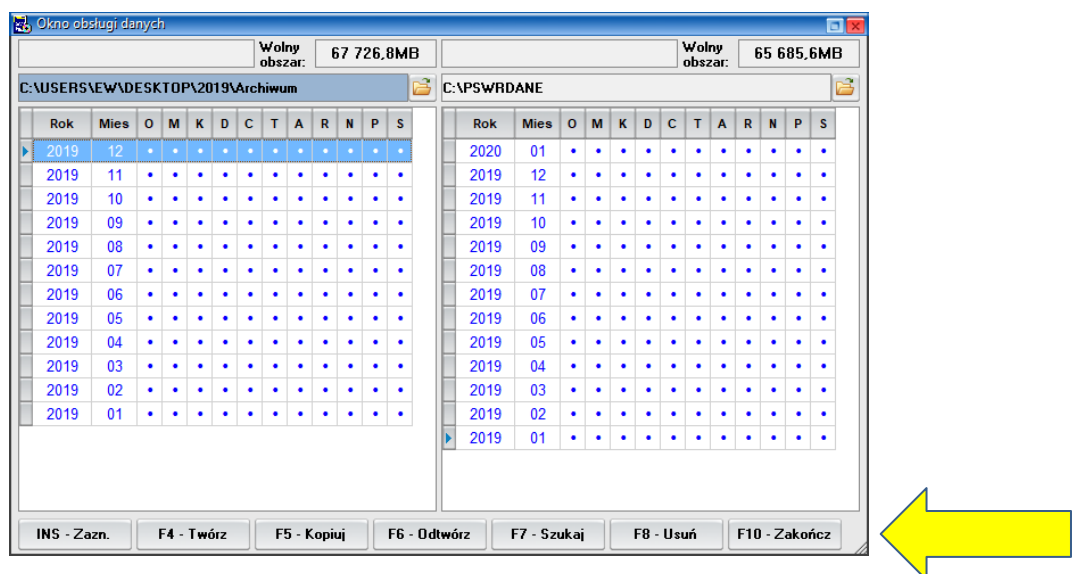 Okno obsługi danych
Wolny obszar: 67 726,8MB
Wolny obszar: 65 685,6MB
C:\USERS\EW\DESKTOP\2019\Archiwum
C:\PSWRDANE
Rok Mies O M K D C T A R N P S
2019 12 • • • • • • • • • • •
2019 11 • • • • • • • • • • •
2019 10 • • • • • • • • • • •
2019 09 • • • • • • • • • • •
2019 08 • • • • • • • • • • •
2019 07 • • • • • • • • • • •
2019 06 • • • • • • • • • • •
2019 05 • • • • • • • • • • •
2019 04 • • • • • • • • • • •
2019 03 • • • • • • • • • • •
2019 02 • • • • • • • • • • •
2019 01 • • • • • • • • • • •
Rok Mies O M K D C T A R N P S
2020 01 • • • • • • • • • • •
2019 12 • • • • • • • • • • •
2019 11 • • • • • • • • • • •
2019 10 • • • • • • • • • • •
2019 09 • • • • • • • • • • •
2019 08 • • • • • • • • • • •
2019 07 • • • • • • • • • • •
2019 06 • • • • • • • • • • •
2019 05 • • • • • • • • • • •
2019 04 • • • • • • • • • • •
2019 03 • • • • • • • • • • •
2019 02 • • • • • • • • • • •
2019 01 • • • • • • • • • • •
INS - Zazn. F4 - Twórz F5 - Kopiuj F6 - Odtwórz F7 - Szukaj F8 - Usuń F10 - Zakończ